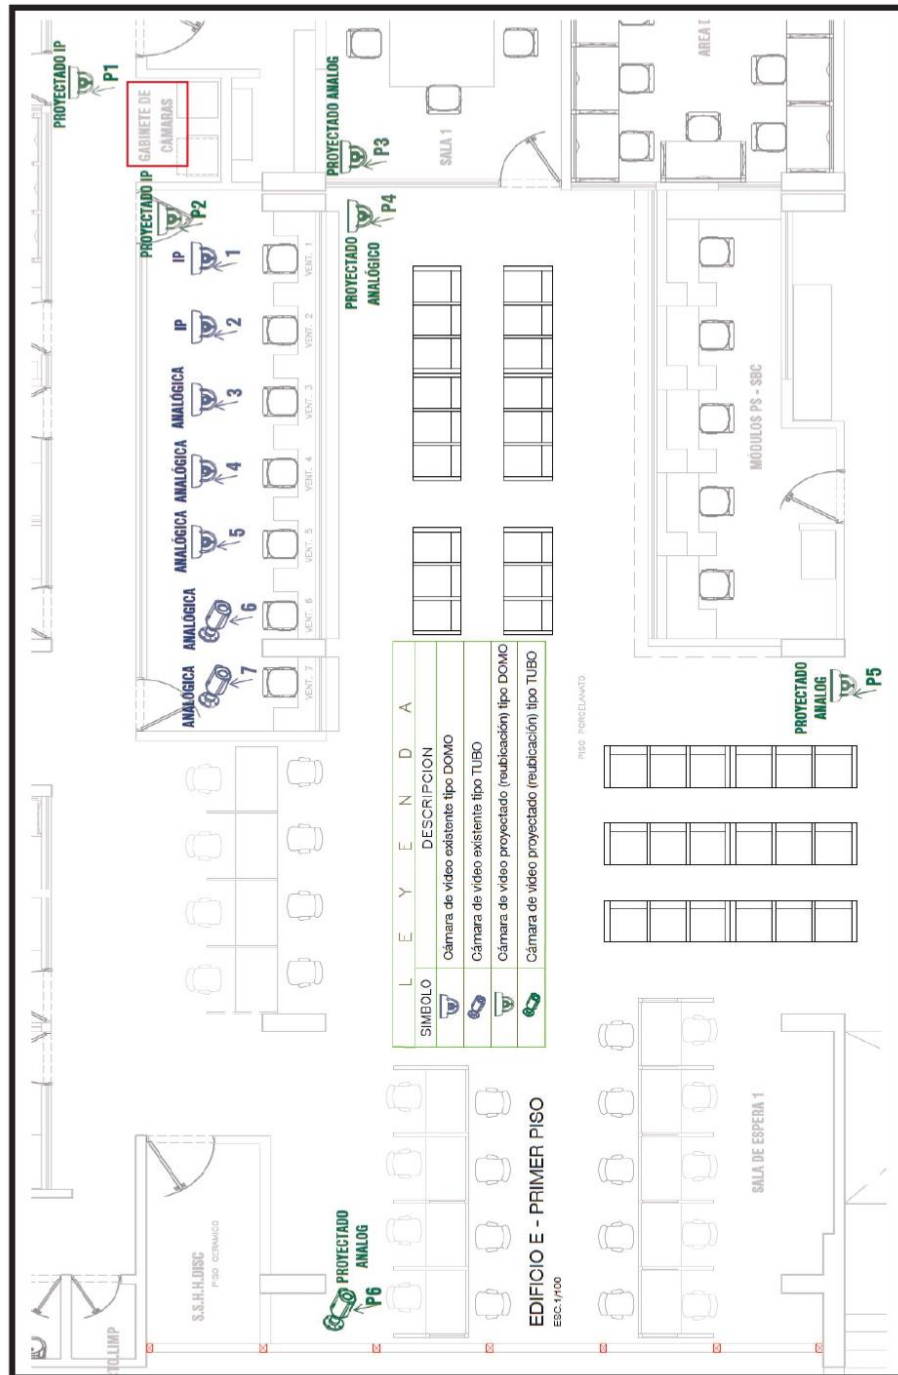 PROYECTADO IP
P1
GABINETE DE
CÁMARAS
PROYECTADO IP
P2
PROYECTADO ANALOG
P3
SALA 1
PROYECTADO
ANALÓGICO
P4
IP
1
IP
2
ANALÓGICA
3
ANALÓGICA
4
ANALÓGICA
5
ANALÓGICA
6
ANALÓGICA
7
VENT. 1
VENT. 2
VENT. 3
VENT. 4
VENT. 5
VENT. 6
VENT. 7
MÓDULOS PS - SBC
PROYECTADO
ANALOG
P5
PISO PORCELANATO
L E Y E N D A
SIMBOLO DESCRIPCION
Cámara de video existente tipo DOMO
Cámara de video existente tipo TUBO
Cámara de video proyectado (reubicación) tipo DOMO
Cámara de video proyectado (reubicación) tipo TUBO
EDIFICIO E - PRIMER PISO
ESC.1/100
SALA DE ESPERA 1
S.S.H.H.DISC
PISO CERAMICO
PROYECTADO
ANALOG
P6
TO.LIMP